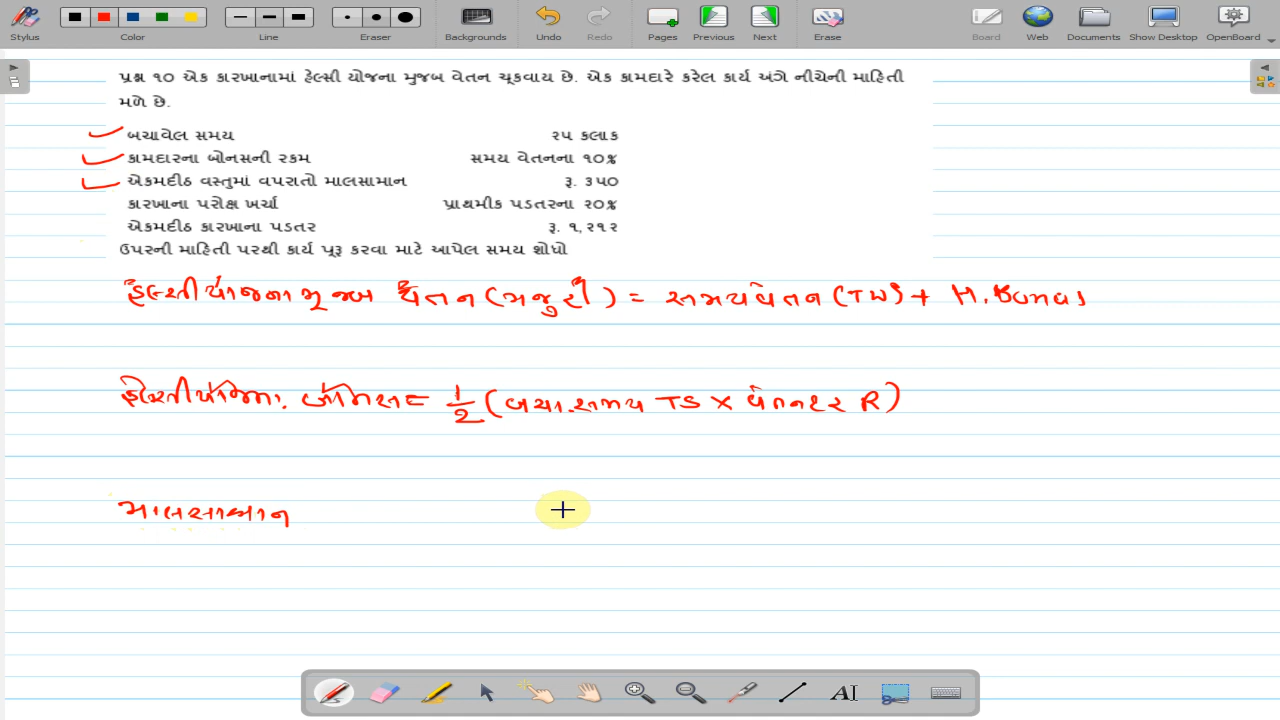 Stylus Color Line Eraser Backgrounds Undo Redo Pages Previous Next Erase Board Web Documents Show Desktop OpenBoard
પ્રશ્ન ૧૦ એક કારખાનામાં હેલ્સી યોજના મુજબ વેતન ચૂકવાય છે. એક કામદારે કરેલ કાર્ય અંગે નીચેની માહિતી
મળે છે.
બચાવેલ સમય ૨૫ કલાક
કામદારના બોનસની રકમ સમય વેતનના ૧૦%
એકમદીઠ વસ્તુમાં વપરાતો માલસામાન રૂ. ૩૫૦
કારખાના પરોક્ષ ખર્ચા પ્રાથમીક પડતરના ૨૦%
એકમદીઠ કારખાના પડતર રૂ. ૧,૨૧૨
ઉપરની માહિતી પરથી કાર્ય પૂરૂ કરવા માટે આપેલ સમય શોધો
હેલ્સી યોજના મૂજબ વેતન (મજુરી) = સમય વેતન (TW) + H. Bonus
બોનસ = 1/2 (બચા. સમય TS × વેતનદર R)
માલસામાન
AI